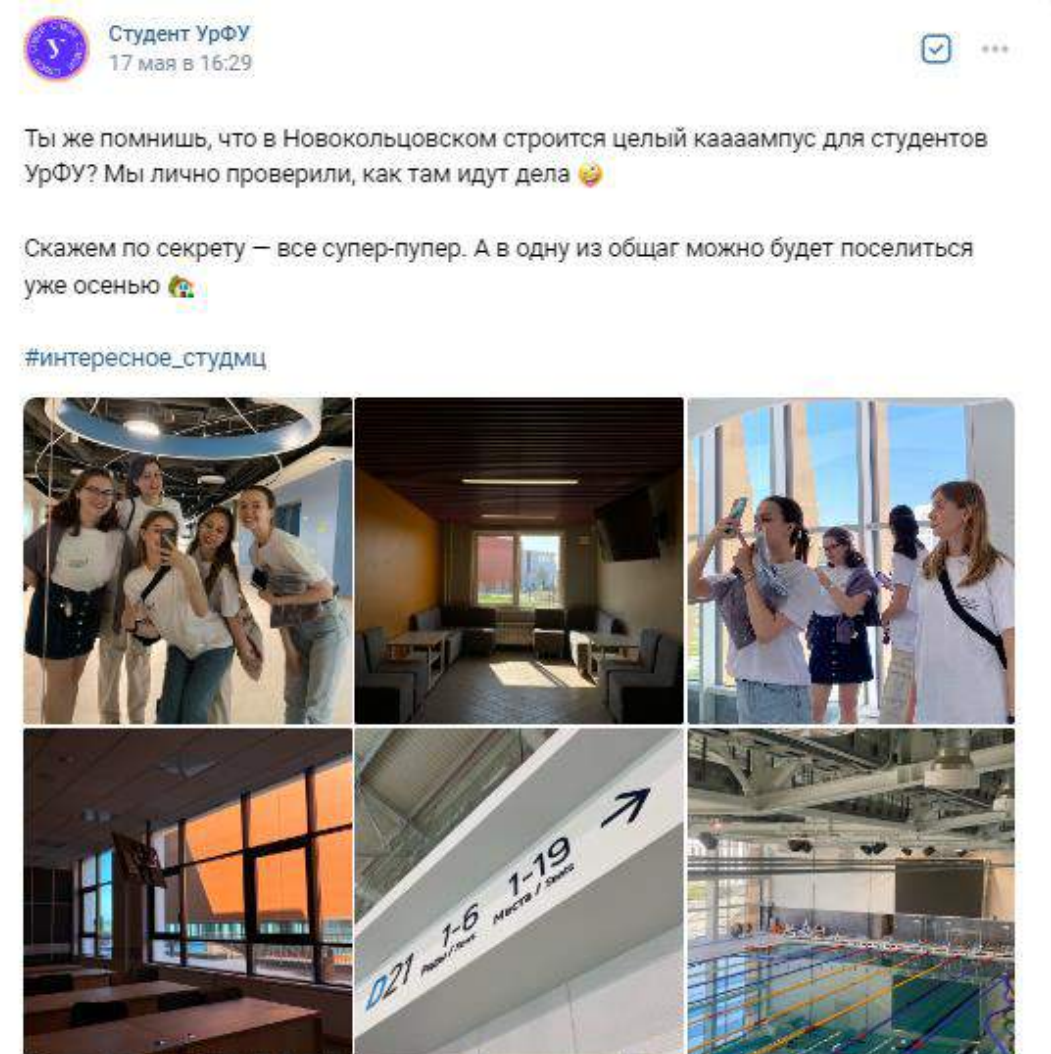 Студент УрФУ
17 мая в 16:29
Ты же помнишь, что в Новокольцовском строится целый каааампус для студентов
УрФУ? Мы лично проверили, как там идут дела 🤪
Скажем по секрету — все супер-пупер. А в одну из общаг можно будет поселиться
уже осенью 🏡
#интересное_студмц
D21
1-6
Ряды / Rows
1-19
Места / Seats